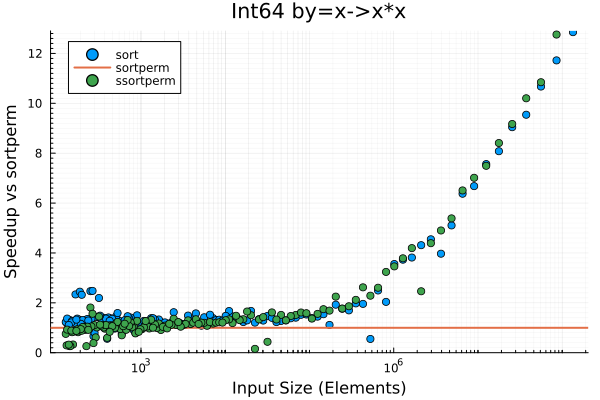 Int64 by=x->x*x
sort
sortperm
ssortperm
Speedup vs sortperm
12
10
8
6
4
2
0
10³
10⁶
Input Size (Elements)